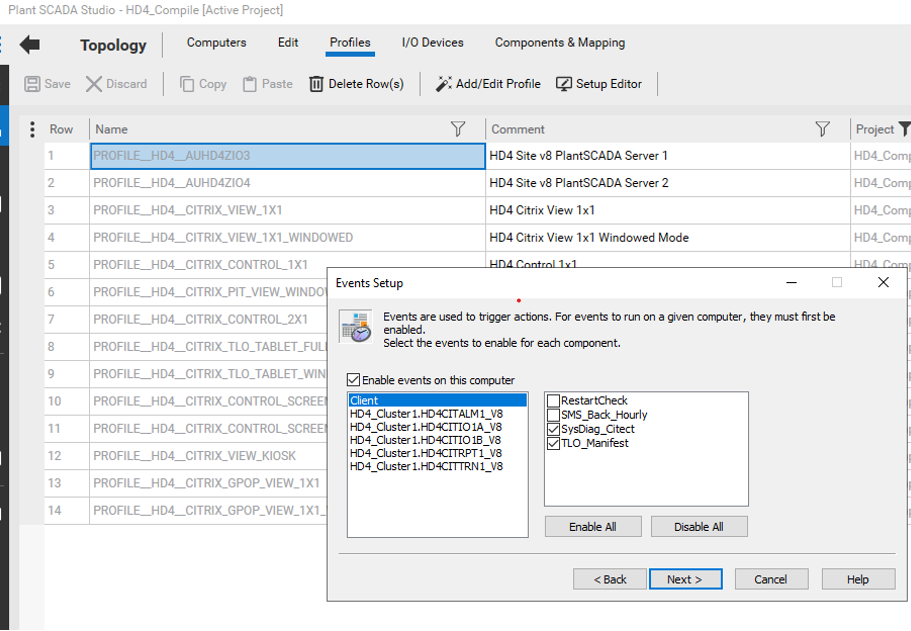 Plant SCADA Studio - HD4_Compile [Active Project]
Topology
Computers
Edit
Profiles
I/O Devices
Components & Mapping
Save
Discard
Copy
Paste
Delete Row(s)
Add/Edit Profile
Setup Editor
Row Name Comment Project
1 PROFILE__HD4__AUHD4ZIO3 HD4 Site v8 PlantSCADA Server 1 HD4_Comp
2 PROFILE__HD4__AUHD4ZIO4 HD4 Site v8 PlantSCADA Server 2 HD4_Comp
3 PROFILE__HD4__CITRIX_VIEW_1X1 HD4 Citrix View 1x1 HD4_Comp
4 PROFILE__HD4__CITRIX_VIEW_1X1_WINDOWED HD4 Citrix View 1x1 Windowed Mode HD4_Comp
5 PROFILE__HD4__CITRIX_CONTROL_1X1 HD4 Control 1x1 HD4_Comp
6 PROFILE__HD4__CITRIX_PIT_VIEW_WINDO
7 PROFILE__HD4__CITRIX_CONTROL_2X1
8 PROFILE__HD4__CITRIX_TLO_TABLET_FULL
9 PROFILE__HD4__CITRIX_TLO_TABLET_WIN
10 PROFILE__HD4__CITRIX_CONTROL_SCREEN
11 PROFILE__HD4__CITRIX_CONTROL_SCREEN
12 PROFILE__HD4__CITRIX_VIEW_KIOSK
13 PROFILE__HD4__CITRIX_GPOP_VIEW_1X1
14 PROFILE__HD4__CITRIX_GPOP_VIEW_1X1_
Events Setup
Events are used to trigger actions. For events to run on a given computer, they must first be
enabled.
Select the events to enable for each component.
Enable events on this computer
Client
HD4_Cluster1.HD4CITALM1_V8
HD4_Cluster1.HD4CITIO1A_V8
HD4_Cluster1.HD4CITIO1B_V8
HD4_Cluster1.HD4CITRPT1_V8
HD4_Cluster1.HD4CITTRN1_V8
RestartCheck
SMS_Back_Hourly
SysDiag_Citect
TLO_Manifest
Enable All
Disable All
< Back
Next >
Cancel
Help